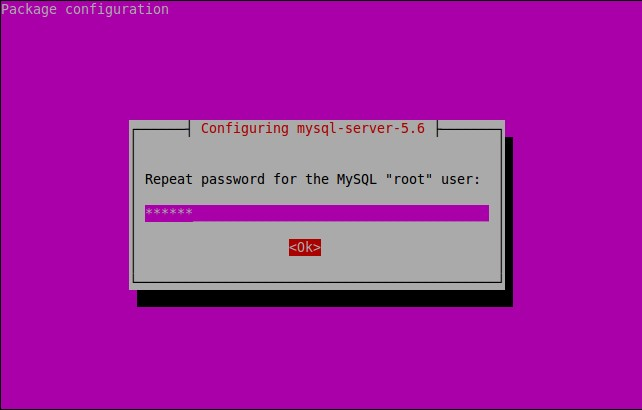 Package configuration
Configuring mysql-server-5.6
Repeat password for the MySQL "root" user:
******
<Ok>